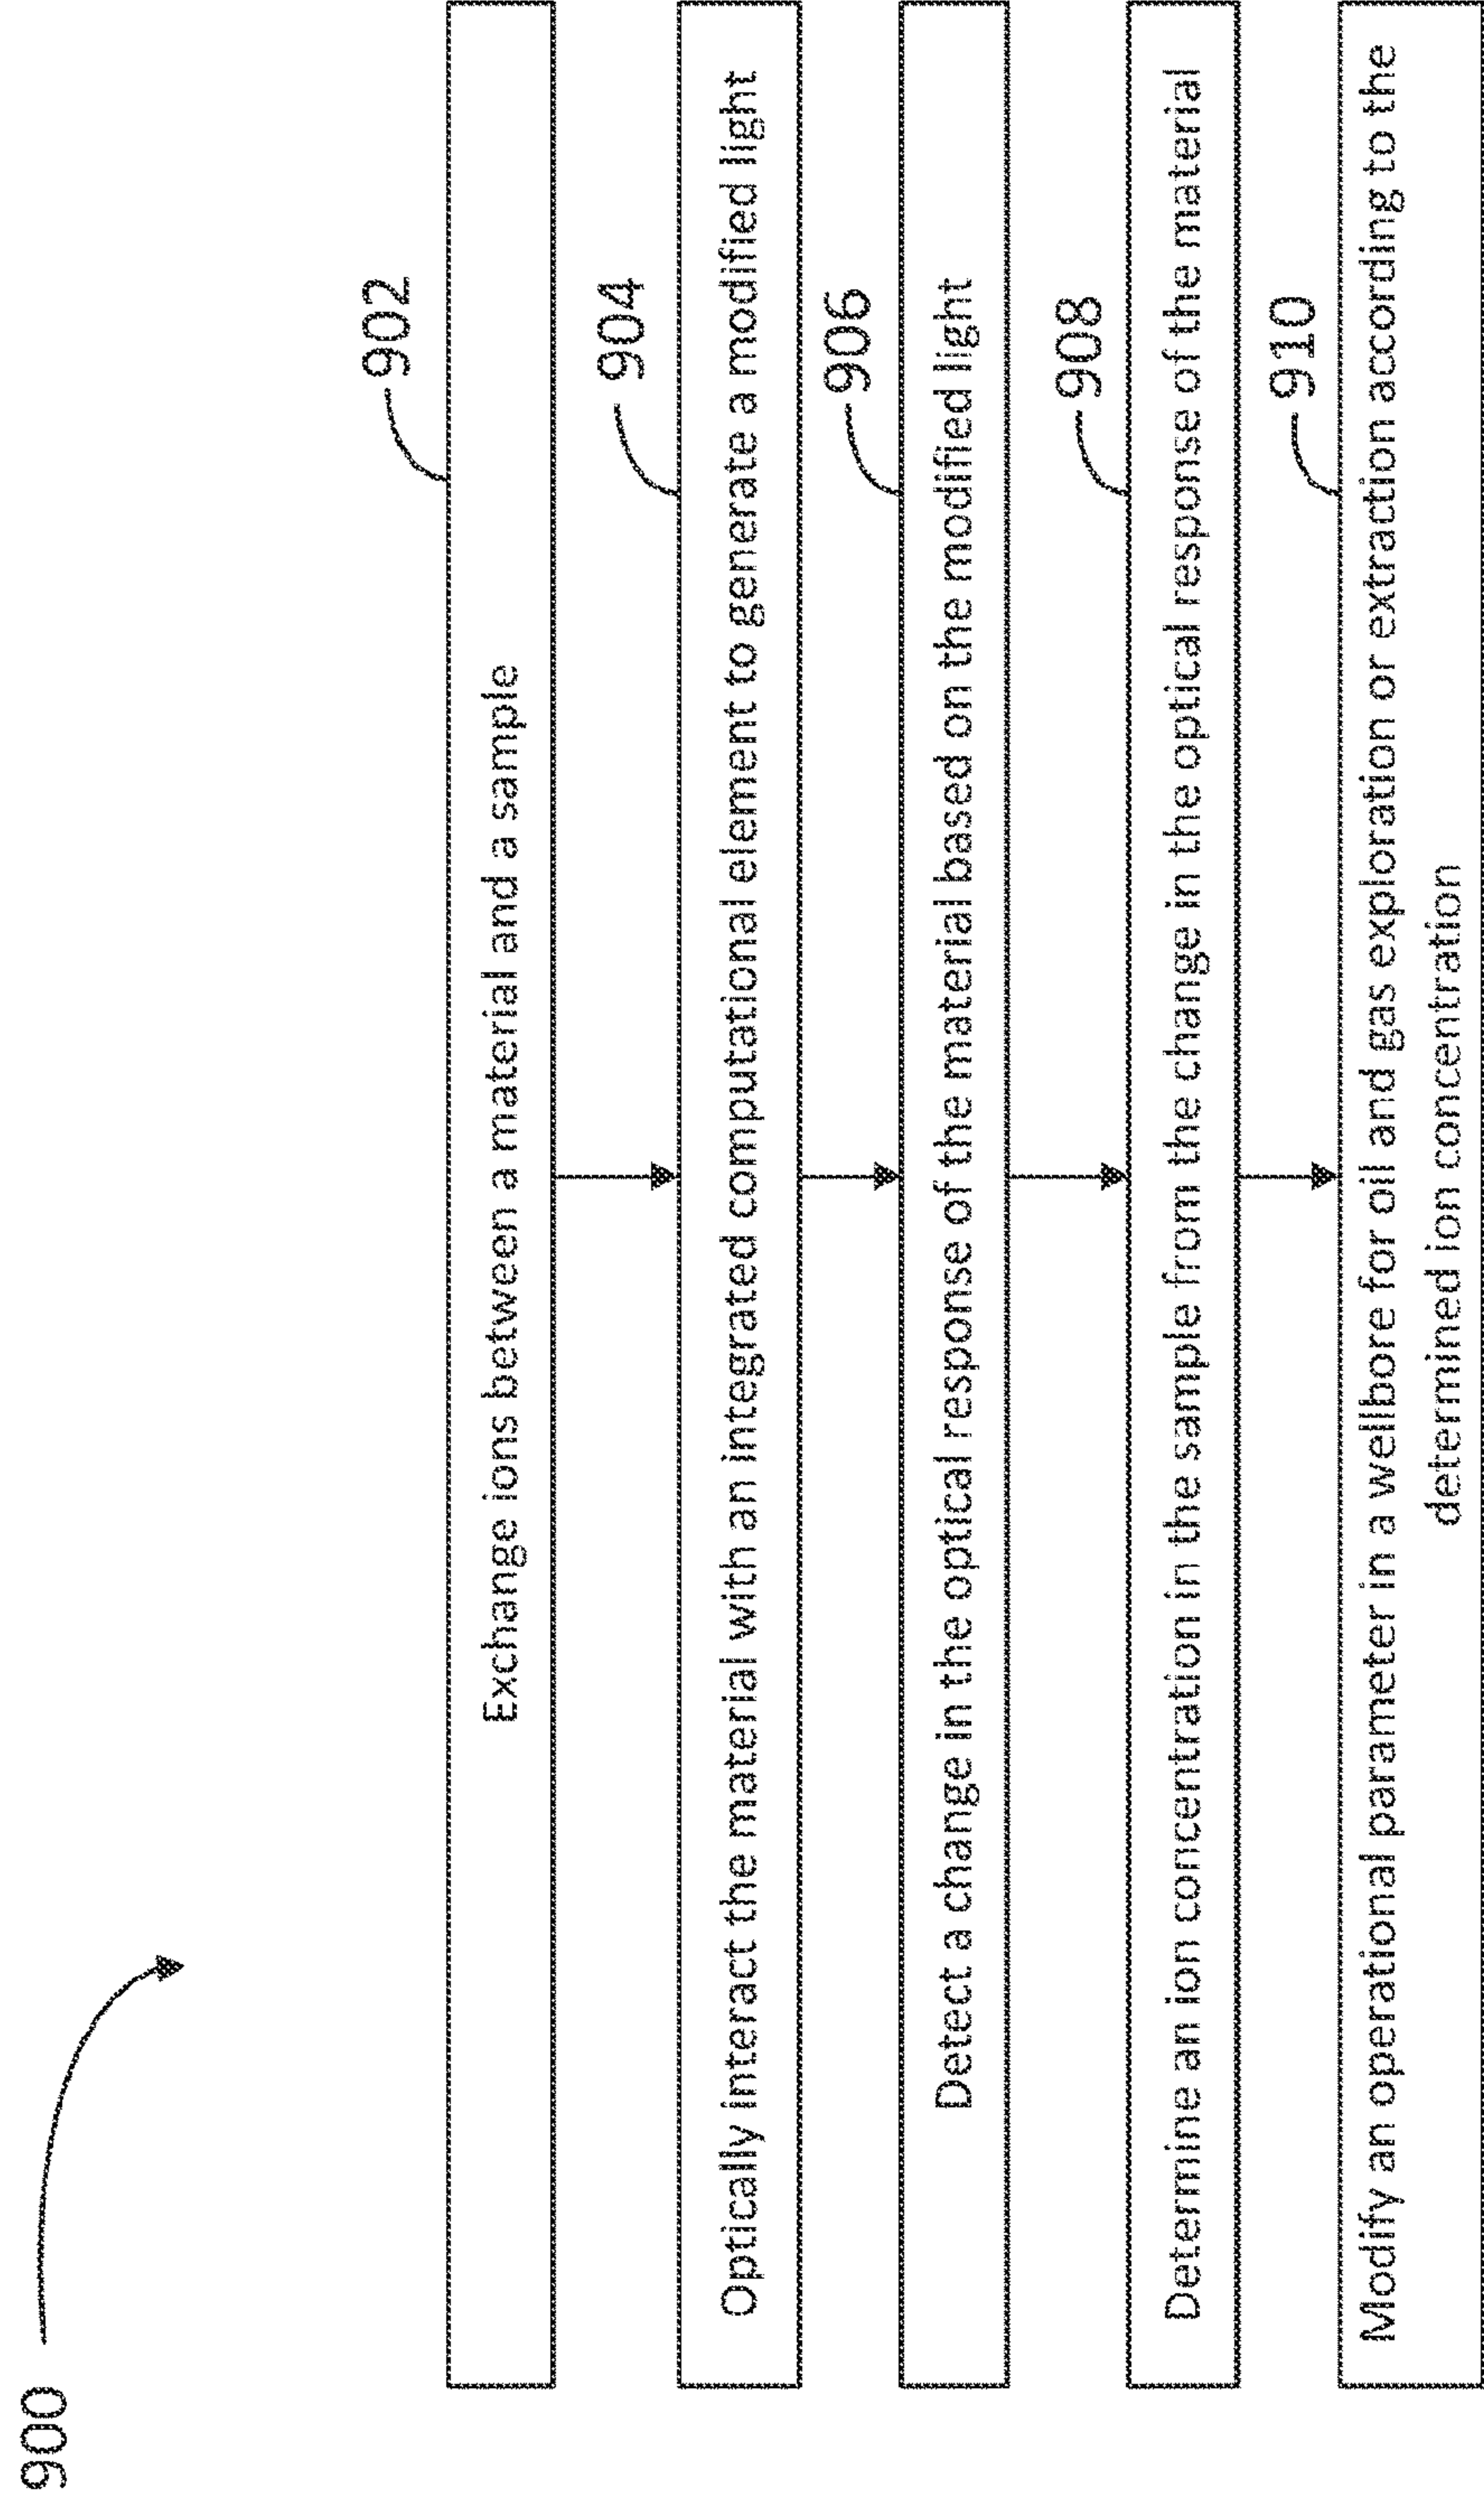 900
902
Exchange ions between a material and a sample
904
Optically interact the material with an integrated computational element to generate a modified light
906
Detect a change in the optical response of the material based on the modified light
908
Determine an ion concentration in the sample from the change in the optical response of the material
910
Modify an operational parameter in a wellbore for oil and gas exploration or extraction according to the
determined ion concentration